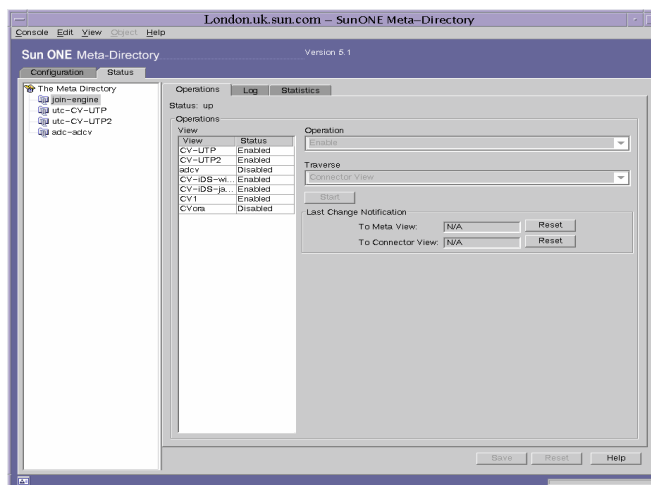 London.uk.sun.com – SunONE Meta–Directory
Console Edit View Object Help
Sun ONE Meta-Directory
Version 5.1
Configuration Status
The Meta Directory
join-engine
utc-CV-UTP
utc-CV-UTP2
adc-adcv
Operations Log Statistics
Status: up
Operations
View
View Status
CV-UTP Enabled
CV-UTP2 Enabled
adcv Disabled
CV-iDS-wi... Enabled
CV-iDS-ja... Enabled
CV1 Enabled
CVora Disabled
Operation
Enable
Traverse
Connector View
Start
Last Change Notification
To Meta View: N/A Reset
To Connector View: N/A Reset
Save Reset Help